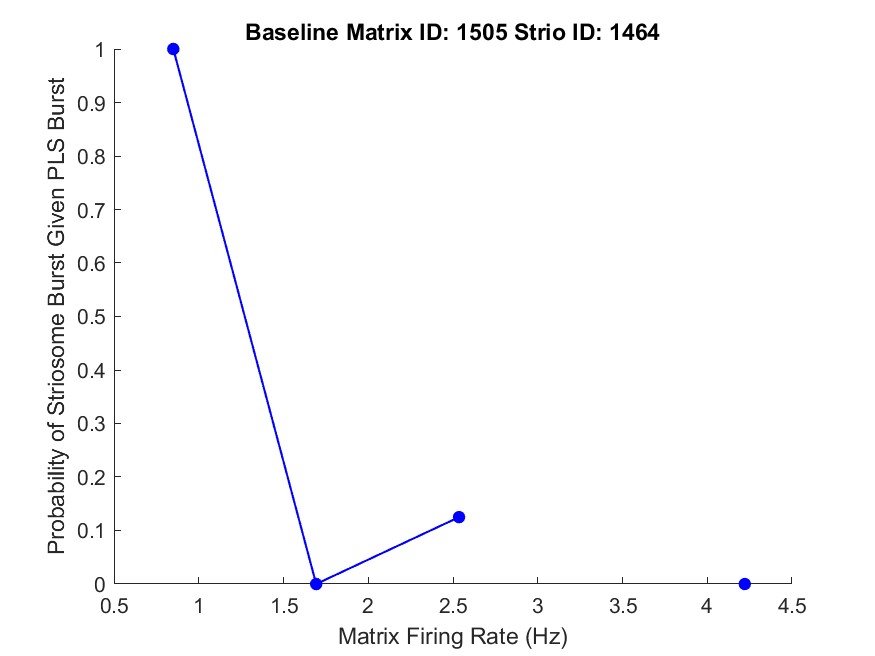 Baseline Matrix ID: 1505 Strio ID: 1464
Probability of Striosome Burst Given PLS Burst
1
0.9
0.8
0.7
0.6
0.5
0.4
0.3
0.2
0.1
0
0.5 1 1.5 2 2.5 3 3.5 4 4.5
Matrix Firing Rate (Hz)